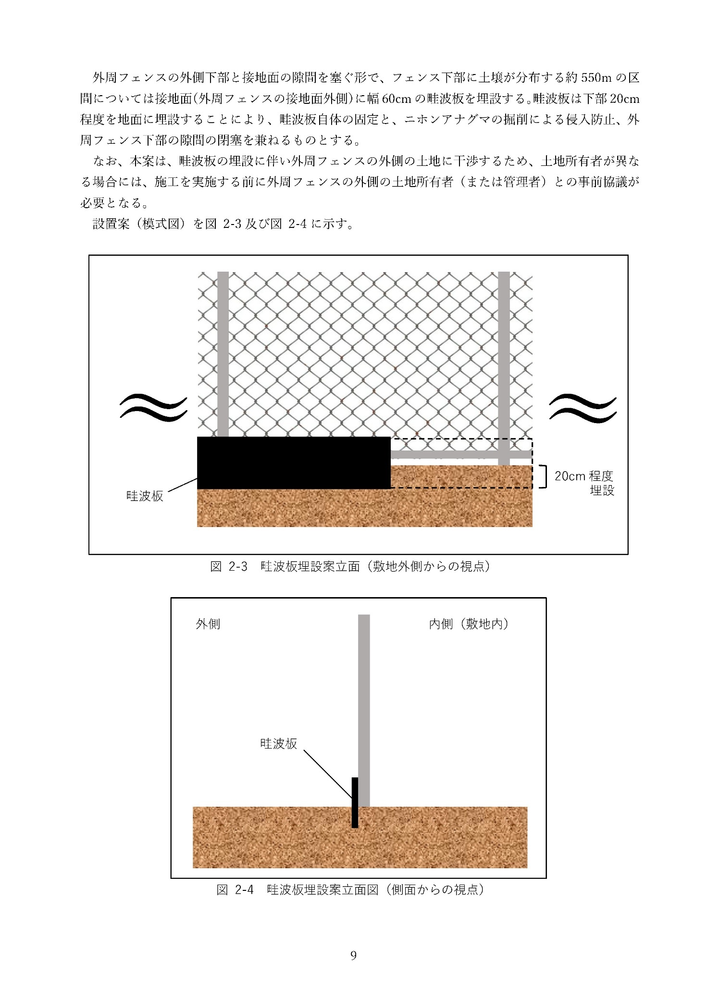 外周フェンスの外側下部と接地面の隙間を塞ぐ形で、フェンス下部に土壌が分布する約 550m の区
間については接地面(外周フェンスの接地面外側)に幅 60cm の畦波板を埋設する。畦波板は下部 20cm
程度を地面に埋設することにより、畦波板自体の固定と、ニホンアナグマの掘削による侵入防止、外
周フェンス下部の隙間の閉塞を兼ねるものとする。
なお、本案は、畦波板の埋設に伴い外周フェンスの外側の土地に干渉するため、土地所有者が異な
る場合には、施工を実施する前に外周フェンスの外側の土地所有者（または管理者）との事前協議が
必要となる。
設置案（模式図）を図 2-3 及び図 2-4 に示す。
20cm 程度
埋設
畦波板
図 2-3　畦波板埋設案立面（敷地外側からの視点）
外側
内側（敷地内）
畦波板
図 2-4　畦波板埋設案立面図（側面からの視点）
9